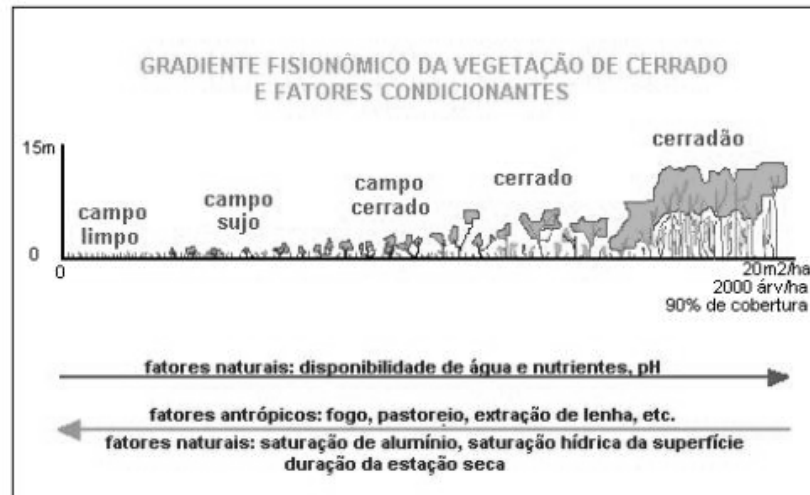 GRADIENTE FISIONÔMICO DA VEGETAÇÃO DE CERRADO
E FATORES CONDICIONANTES
15m
0
campo
limpo
campo
sujo
campo
cerrado
cerrado
cerradão
0
20m2/ha
2000 árv/ha
90% de cobertura
fatores naturais: disponibilidade de água e nutrientes, pH
fatores antrópicos: fogo, pastoreio, extração de lenha, etc.
fatores naturais: saturação de alumínio, saturação hídrica da superfície
duração da estação seca